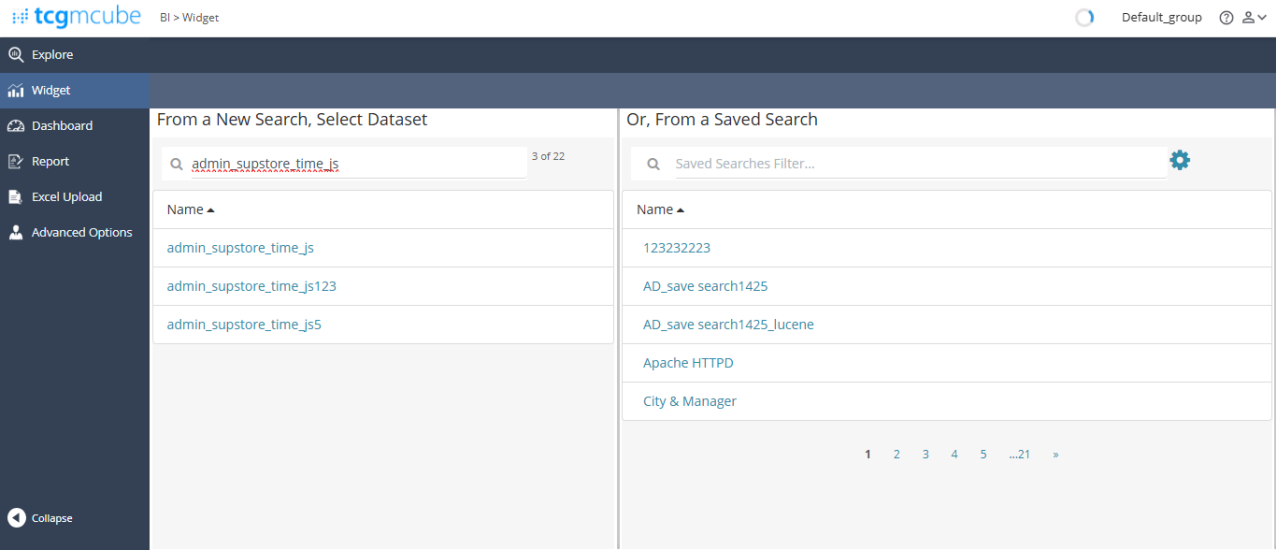 tcgmcube
BI > Widget
Default_group
Explore
Widget
Dashboard
Report
Excel Upload
Advanced Options
Collapse
From a New Search, Select Dataset
admin_supstore_time_js
3 of 22
Name
admin_supstore_time_js
admin_supstore_time_js123
admin_supstore_time_js5
Or, From a Saved Search
Saved Searches Filter...
Name
123232223
AD_save search1425
AD_save search1425_lucene
Apache HTTPD
City & Manager
1 2 3 4 5 ...21 »